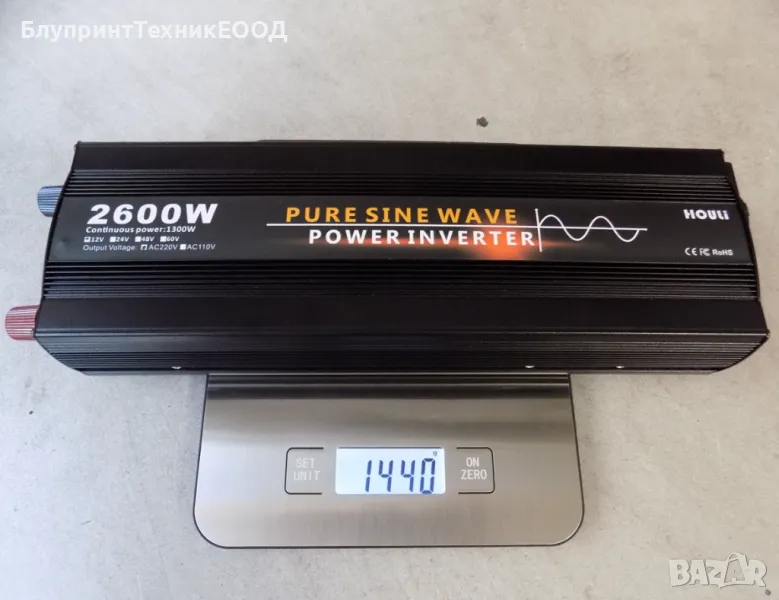 БлупринтТехникЕООД
2600W
Continuous power:1300W
12V 24V 48V 60V
Output Voltage: AC220V AC110V
PURE SINE WAVE
POWER INVERTER
HOULI
CE FC RoHS
SET
UNIT
1440 g
ON
ZERO
BAZAR